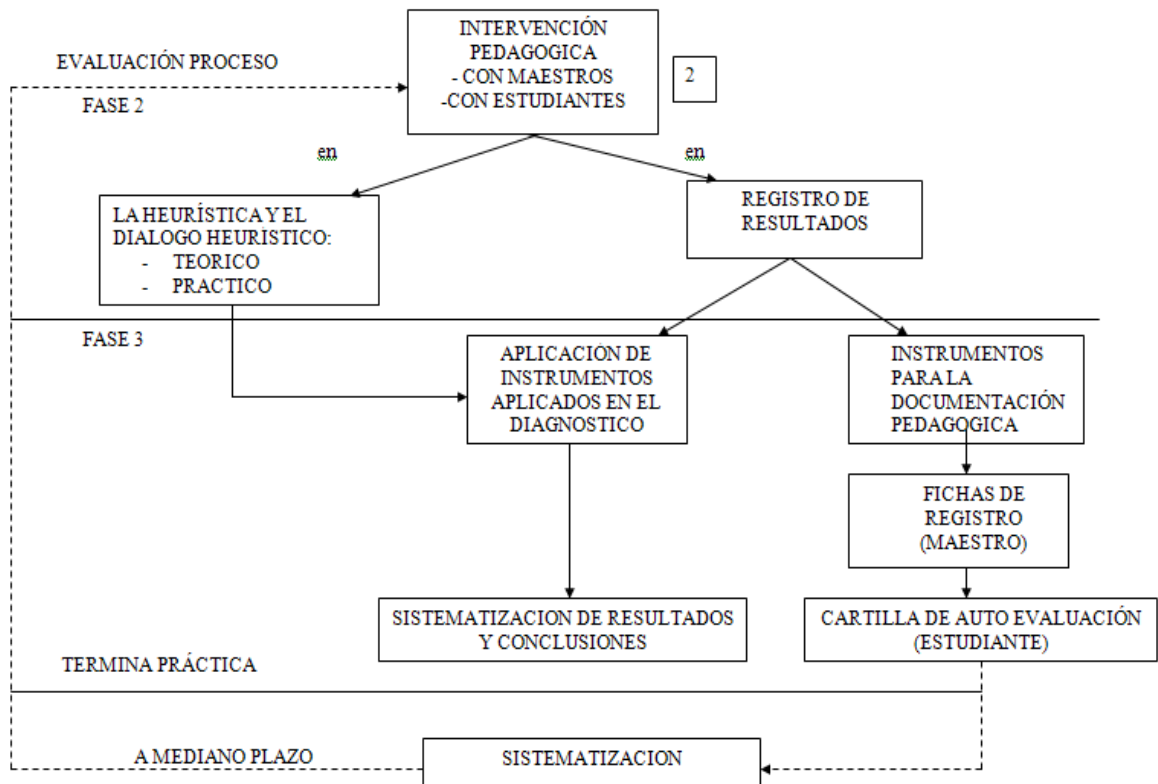 INTERVENCIÓN
PEDAGOGICA
- CON MAESTROS
-CON ESTUDIANTES
2
EVALUACIÓN PROCESO
FASE 2
en
en
LA HEURÍSTICA Y EL
DIALOGO HEURÍSTICO:
- TEORICO
- PRACTICO
REGISTRO DE
RESULTADOS
FASE 3
APLICACIÓN DE
INSTRUMENTOS
APLICADOS EN EL
DIAGNOSTICO
INSTRUMENTOS
PARA LA
DOCUMENTACIÓN
PEDAGOGICA
FICHAS DE
REGISTRO
(MAESTRO)
SISTEMATIZACION DE RESULTADOS
Y CONCLUSIONES
CARTILLA DE AUTO EVALUACIÓN
(ESTUDIANTE)
TERMINA PRÁCTICA
A MEDIANO PLAZO
SISTEMATIZACION